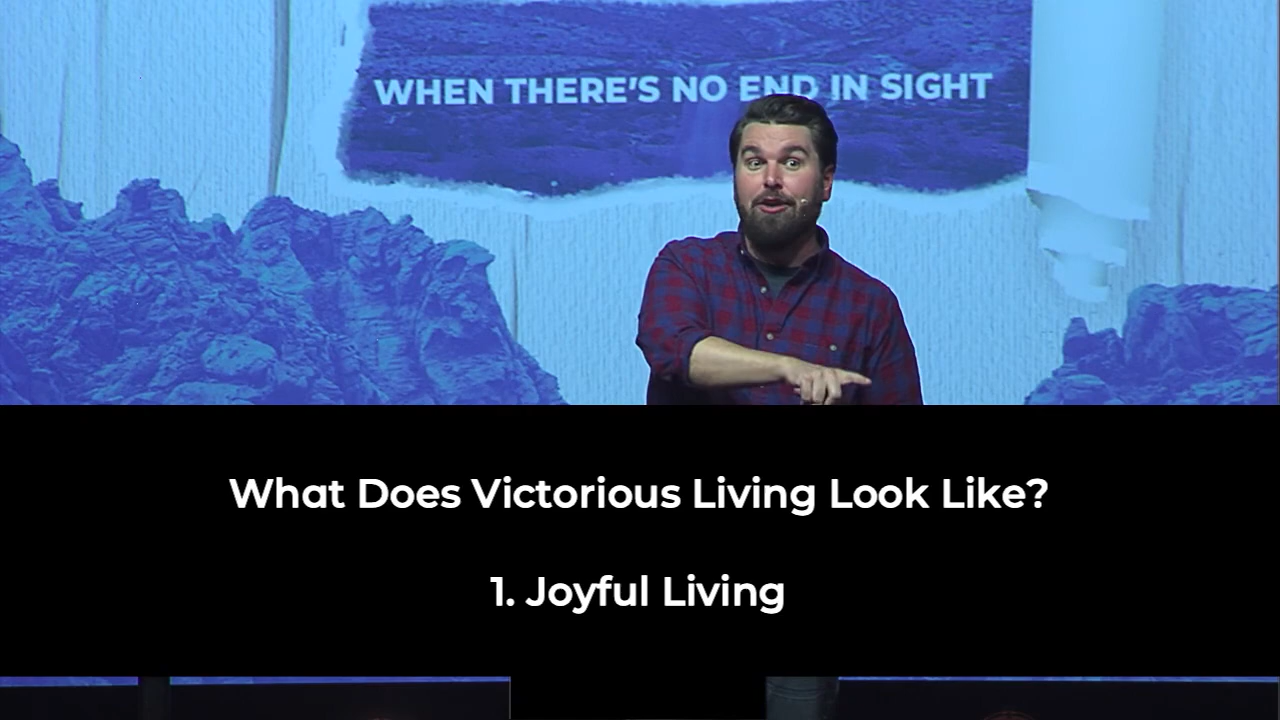 WHEN THERE'S NO END IN SIGHT
What Does Victorious Living Look Like?
1. Joyful Living